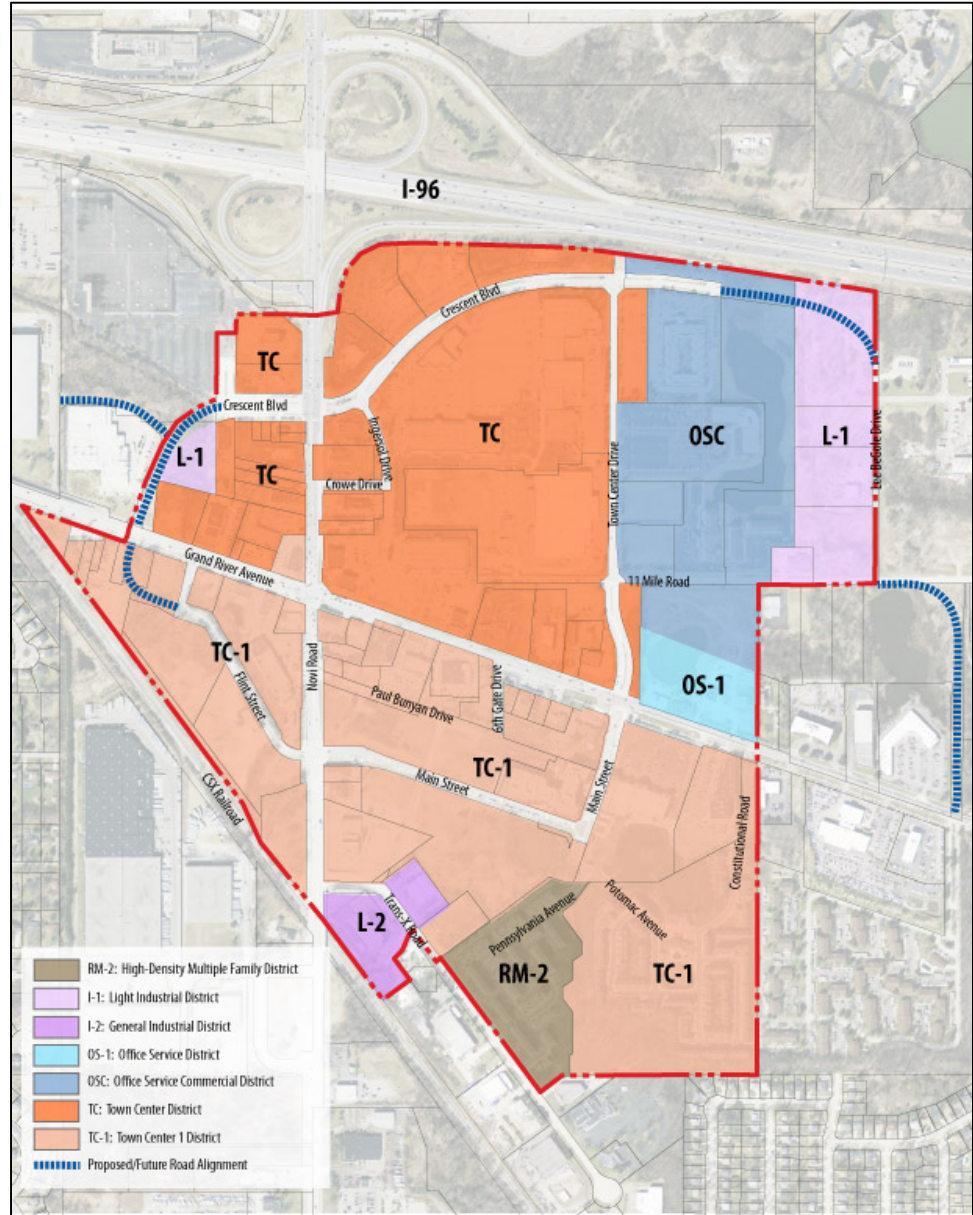 I-96
Crescent Blvd
TC
Crescent Blvd
Ingersol Drive
TC
OSC
L-1
L-1
TC
Crowe Drive
Town Center Drive
Lee BeGole Drive
Grand River Avenue
11 Mile Road
TC-1
Novi Road
OS-1
Flint Street
Paul Bunyan Drive
6th Gate Drive
TC-1
Main Street
Main Street
CSX Railroad
Constitutional Road
L-2
Trans-X Road
Pennsylvania Avenue
Potomac Avenue
RM-2
TC-1
RM-2: High-Density Multiple Family District
I-1: Light Industrial District
I-2: General Industrial District
OS-1: Office Service District
OSC: Office Service Commercial District
TC: Town Center District
TC-1: Town Center 1 District
Proposed/Future Road Alignment